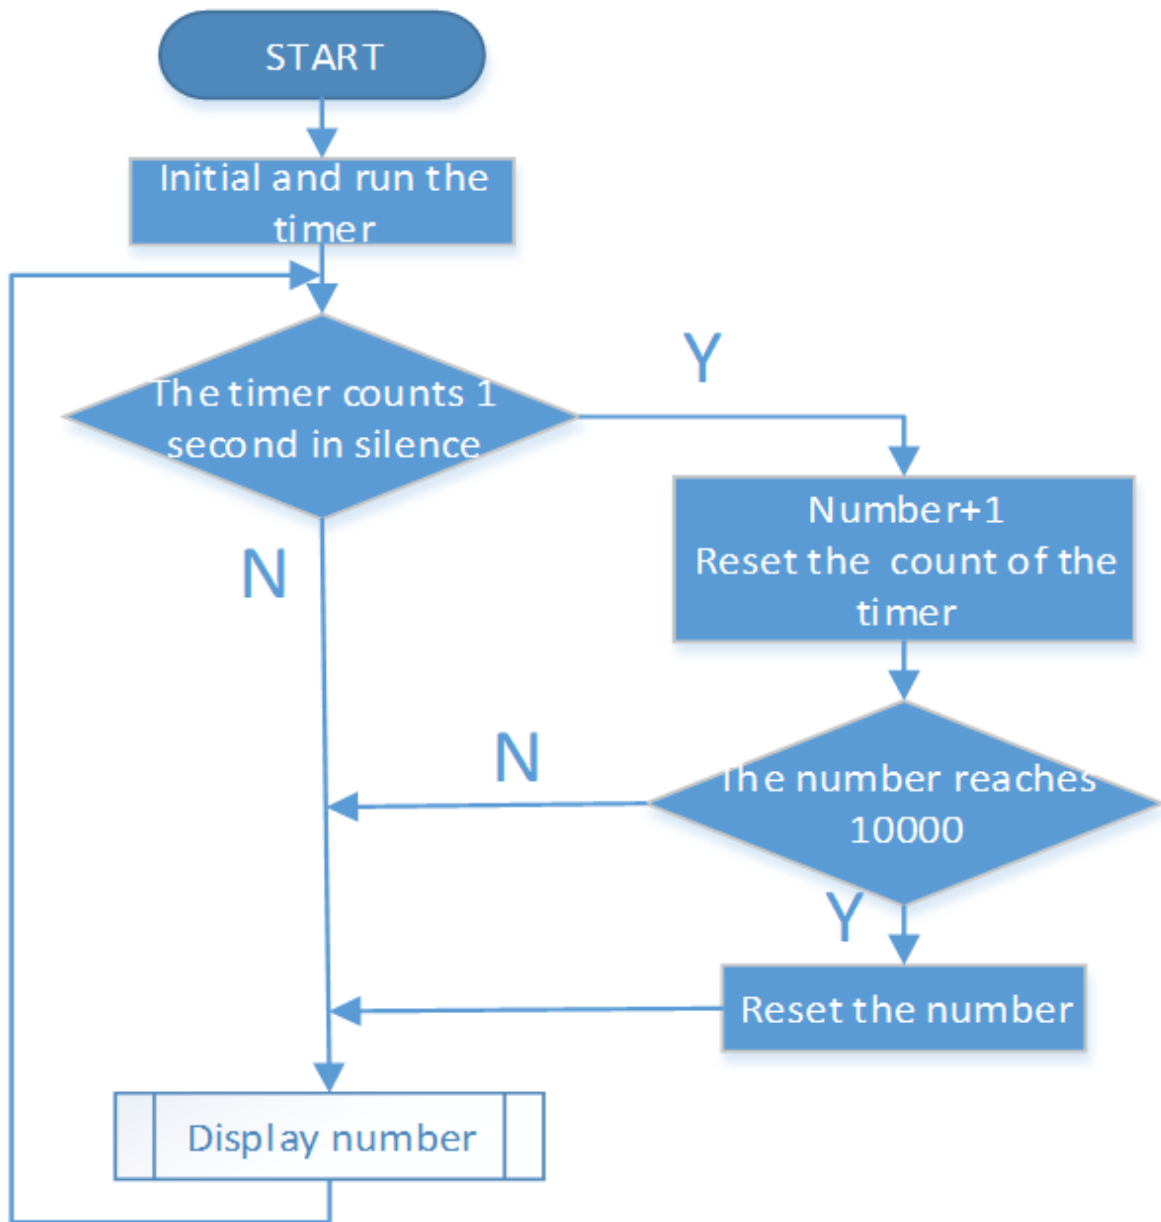 START
Initial and run the
timer
The timer counts 1
second in silence
Y
N
Number+1
Reset the count of the
timer
N
The number reaches
10000
Y
Reset the number
Display number